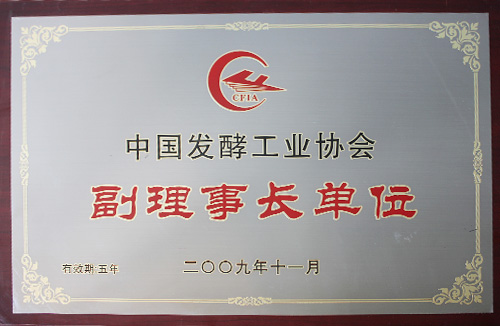 CFIA
中国发酵工业协会
副理事长单位
有效期:五年
二〇〇九年十一月